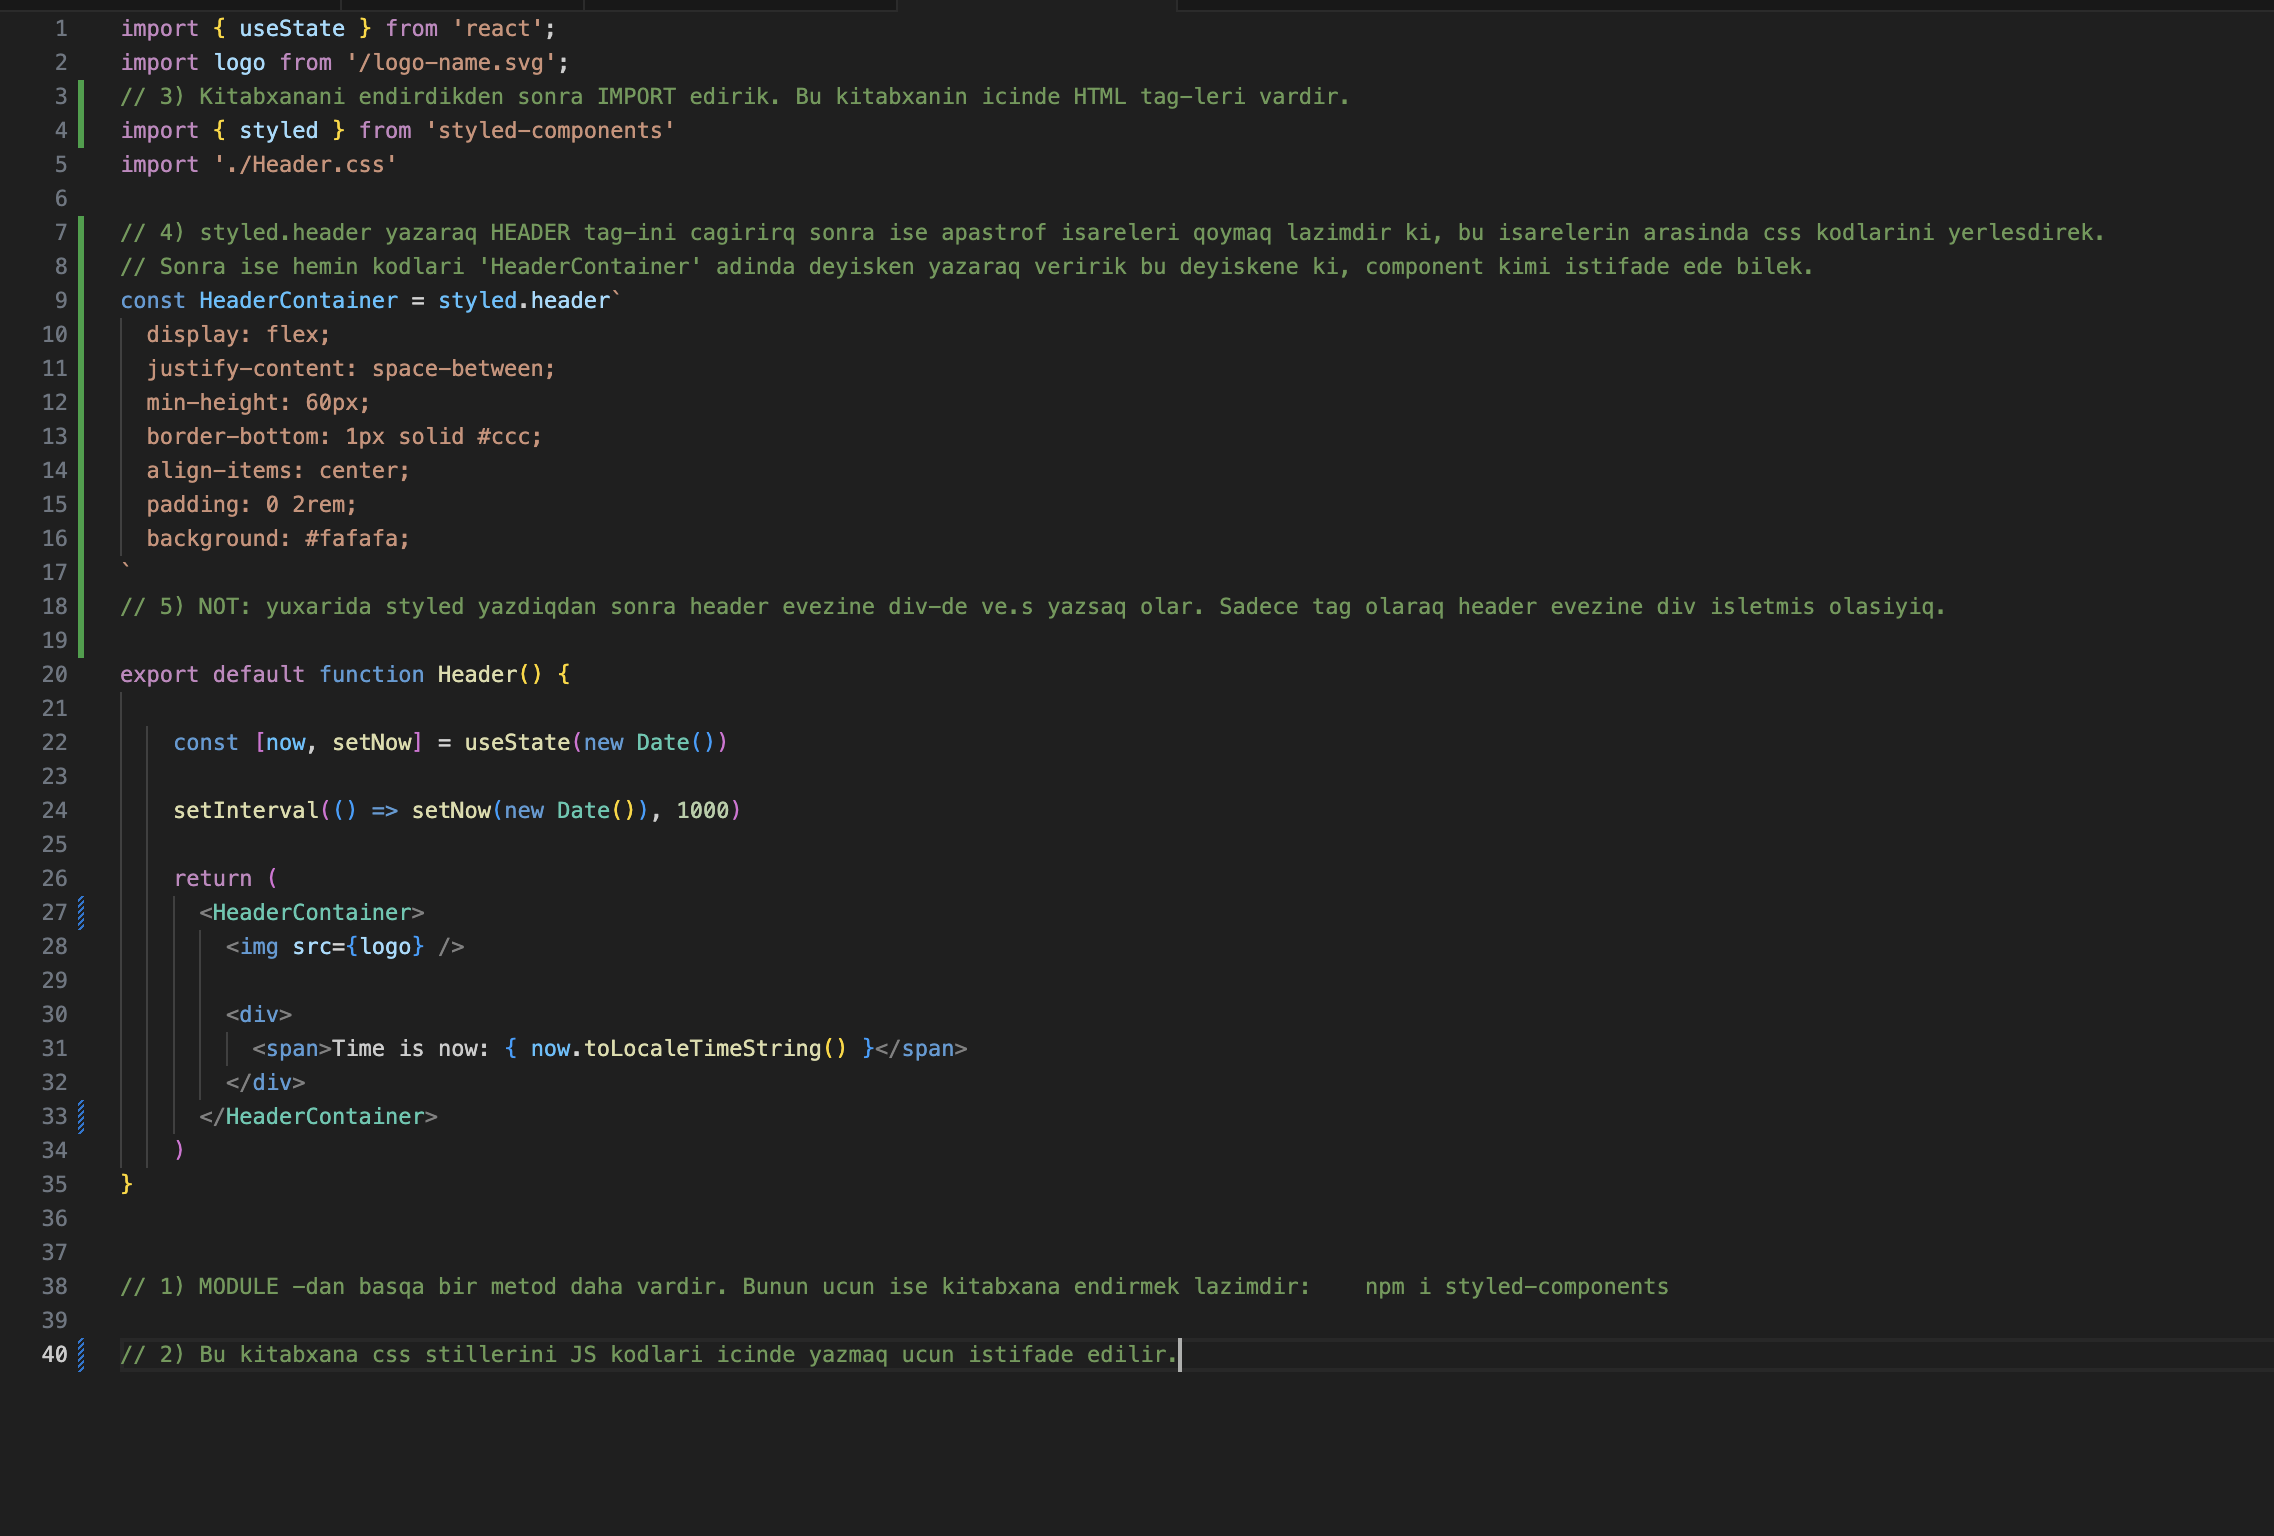 1 import { useState } from 'react';
2 import logo from '/logo-name.svg';
3 // 3) Kitabxanani endirdikden sonra IMPORT edirik. Bu kitabxanin icinde HTML tag-leri vardir.
4 import { styled } from 'styled-components'
5 import './Header.css'
6
7 // 4) styled.header yazaraq HEADER tag-ini cagirirq sonra ise apastrof isareleri qoymaq lazimdir ki, bu isarelerin arasinda css kodlarini yerlesdirek.
8 // Sonra ise hemin kodlari 'HeaderContainer' adinda deyisken yazaraq veririk bu deyiskene ki, component kimi istifade ede bilek.
9 const HeaderContainer = styled.header`
10   display: flex;
11   justify-content: space-between;
12   min-height: 60px;
13   border-bottom: 1px solid #ccc;
14   align-items: center;
15   padding: 0 2rem;
16   background: #fafafa;
17 `
18 // 5) NOT: yuxarida styled yazdiqdan sonra header evezine div-de ve.s yazsaq olar. Sadece tag olaraq header evezine div isletmis olasiyiq.
19
20 export default function Header() {
21
22     const [now, setNow] = useState(new Date())
23
24     setInterval(() => setNow(new Date()), 1000)
25
26     return (
27       <HeaderContainer>
28         <img src={logo} />
29
30         <div>
31           <span>Time is now: { now.toLocaleTimeString() }</span>
32         </div>
33       </HeaderContainer>
34     )
35 }
36
37
38 // 1) MODULE -dan basqa bir metod daha vardir. Bunun ucun ise kitabxana endirmek lazimdir:    npm i styled-components
39
40 // 2) Bu kitabxana css stillerini JS kodlari icinde yazmaq ucun istifade edilir.